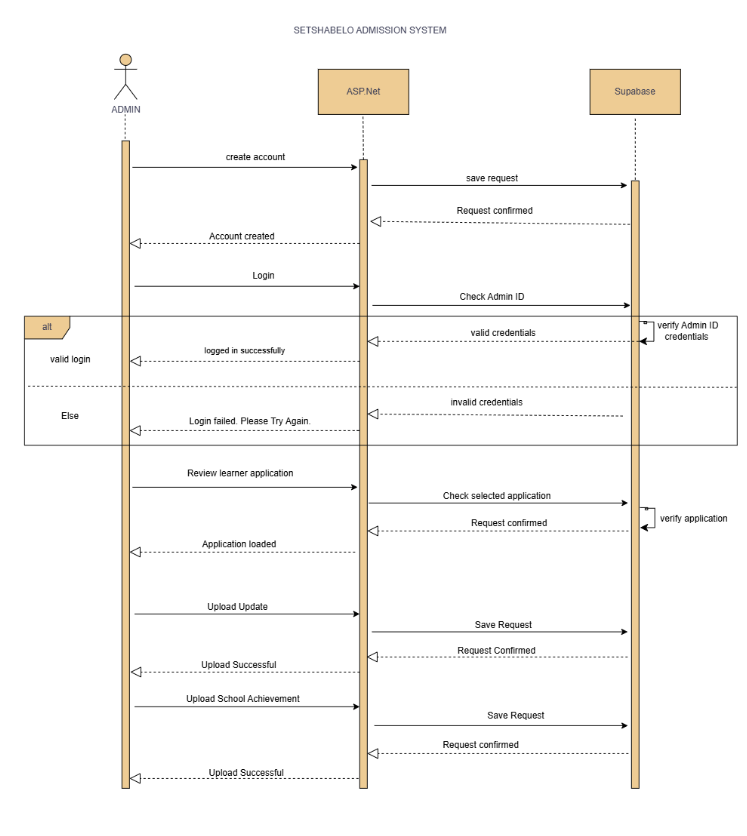 SETSHABELO ADMISSION SYSTEM
ADMIN
ASP.Net
Supabase
create account
save request
Request confirmed
Account created
Login
Check Admin ID
alt
verify Admin ID
credentials
valid credentials
logged in successfully
valid login
invalid credentials
Else
Login failed. Please Try Again.
Review learner application
Check selected application
verify application
Request confirmed
Application loaded
Upload Update
Save Request
Request Confirmed
Upload Successful
Upload School Achievement
Save Request
Request confirmed
Upload Successful